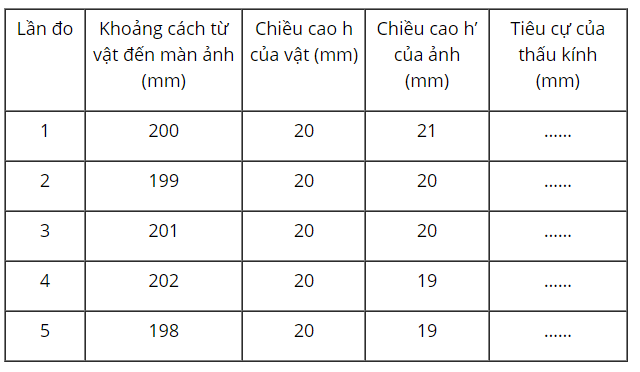 Lần đo Khoảng cách từ Chiều cao h Chiều cao h’ Tiêu cự của
vật đến màn ảnh của vật (mm) của ảnh thấu kính
(mm) (mm) (mm)
1 200 20 21 ......
2 199 20 20 ......
3 201 20 20 ......
4 202 20 19 ......
5 198 20 19 ......